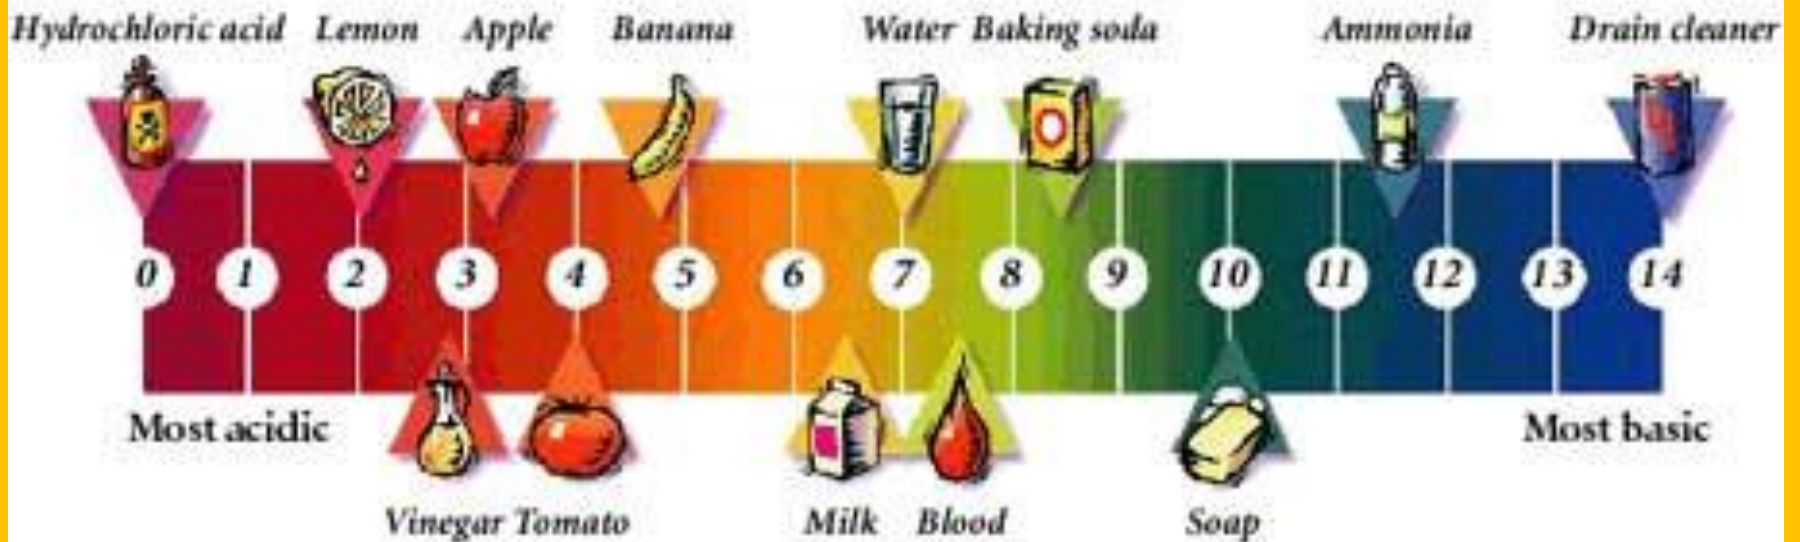 Hydrochloric acid Lemon Apple Banana Water Baking soda Ammonia Drain cleaner
0 1 2 3 4 5 6 7 8 9 10 11 12 13 14
Most acidic Most basic
Vinegar Tomato Milk Blood Soap